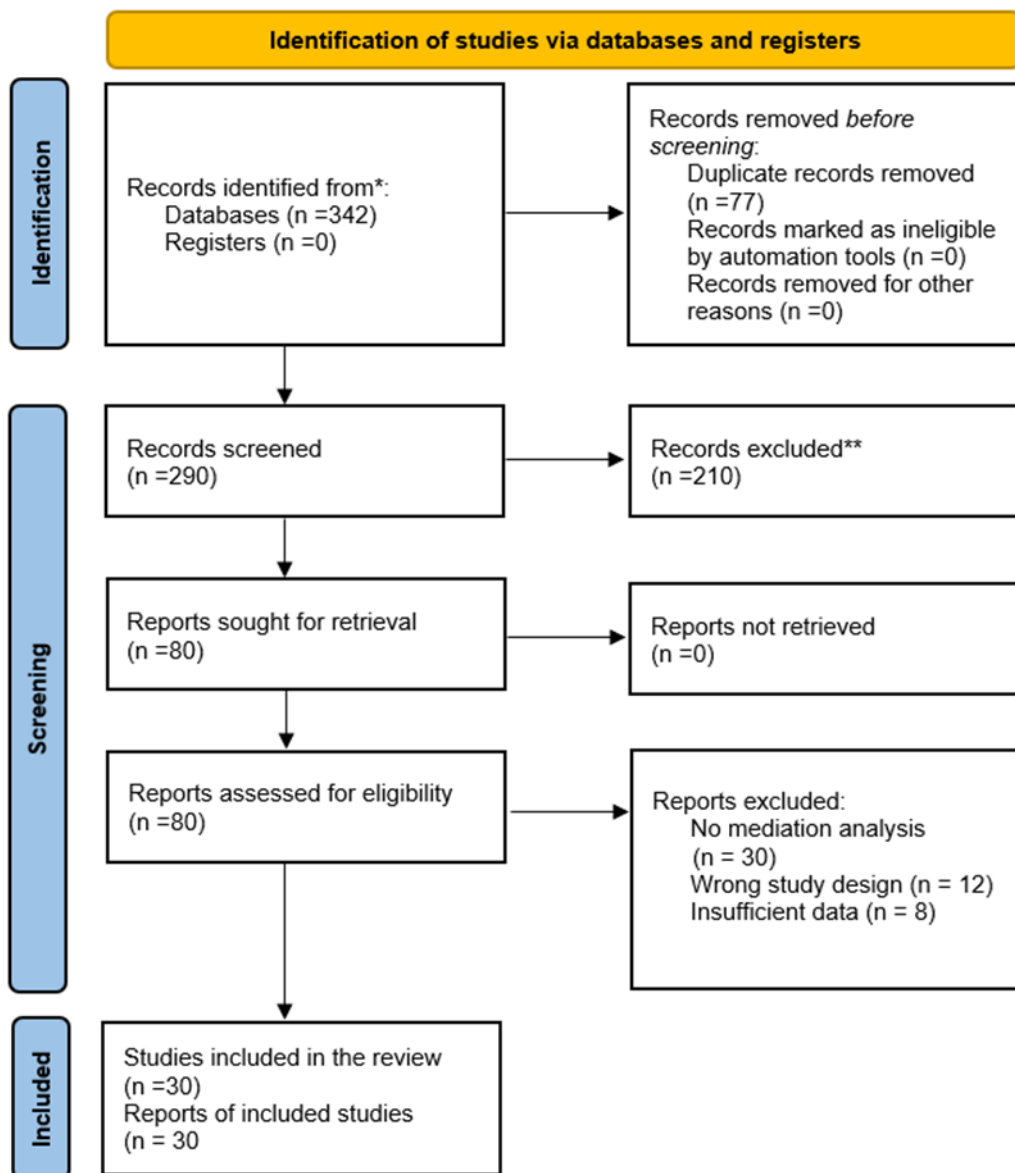 Identification of studies via databases and registers
Identification
Records identified from*:
Databases (n =342)
Registers (n =0)
Records removed before
screening:
Duplicate records removed
(n =77)
Records marked as ineligible
by automation tools (n =0)
Records removed for other
reasons (n =0)
Screening
Records screened
(n =290)
Records excluded**
(n =210)
Reports sought for retrieval
(n =80)
Reports not retrieved
(n =0)
Reports assessed for eligibility
(n =80)
Reports excluded:
No mediation analysis
(n = 30)
Wrong study design (n = 12)
Insufficient data (n = 8)
Included
Studies included in the review
(n =30)
Reports of included studies
(n = 30